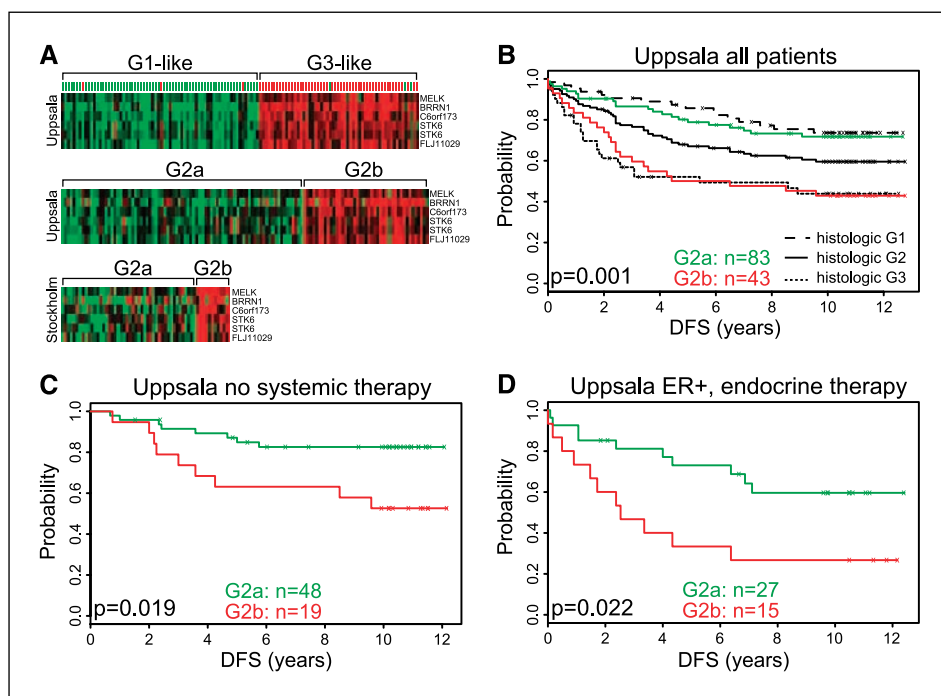 A
G1-like G3-like
Uppsala
MELK
BRRN1
C6orf173
STK6
STK6
FLJ11029
G2a G2b
Uppsala
MELK
BRRN1
C6orf173
STK6
STK6
FLJ11029
G2a G2b
Stockholm
MELK
BRRN1
C6orf173
STK6
STK6
FLJ11029
B Uppsala all patients
Probability
1.0
0.8
0.6
0.4
0.2
0.0
G2a: n=83
G2b: n=43
p=0.001
histologic G1
histologic G2
histologic G3
0 2 4 6 8 10 12
DFS (years)
C Uppsala no systemic therapy
Probability
1.0
0.8
0.6
0.4
0.2
0.0
G2a: n=48
G2b: n=19
p=0.019
0 2 4 6 8 10 12
DFS (years)
D Uppsala ER+, endocrine therapy
Probability
1.0
0.8
0.6
0.4
0.2
0.0
G2a: n=27
G2b: n=15
p=0.022
0 2 4 6 8 10 12
DFS (years)